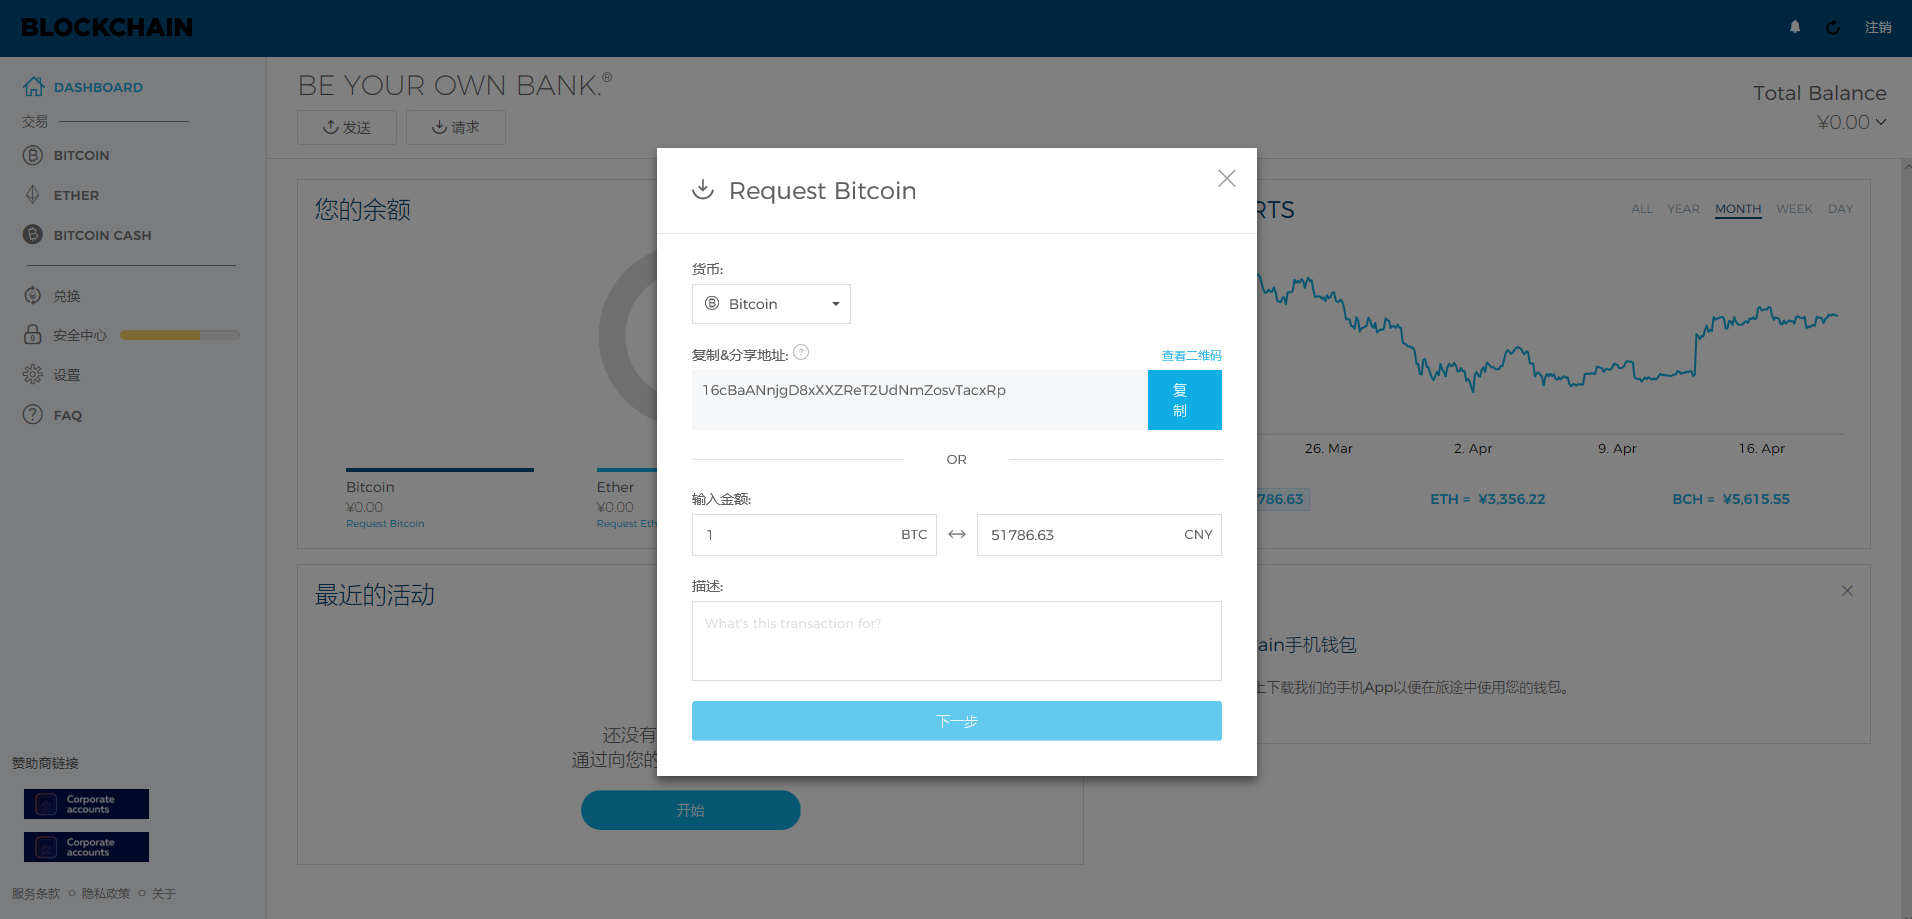 BLOCKCHAIN
注销
DASHBOARD
交易
BITCOIN
ETHER
BITCOIN CASH
兑换
安全中心
设置
FAQ
赞助商链接
Corporate
accounts
Corporate
accounts
服务条款 隐私政策 关于
BE YOUR OWN BANK.®
发送 请求
Total Balance
¥0.00
您的余额
Bitcoin
¥0.00
Request Bitcoin
Ether
¥0.00
Request Eth
最近的活动
还没有
通过向您的
开始
Request Bitcoin
货币:
Bitcoin
复制&分享地址: ?
查看二维码
16cBaANnjgD8xXXZReT2UdNmZosvTacxRp
复
制
OR
输入金额:
1 BTC
51786.63 CNY
描述:
What's this transaction for?
下一步
RTS
ALL YEAR MONTH WEEK DAY
26. Mar 2. Apr 9. Apr 16. Apr
786.63 ETH = ¥3,356.22 BCH = ¥5,615.55
ain手机钱包
上下载我们的手机App以便在旅途中使用您的钱包。